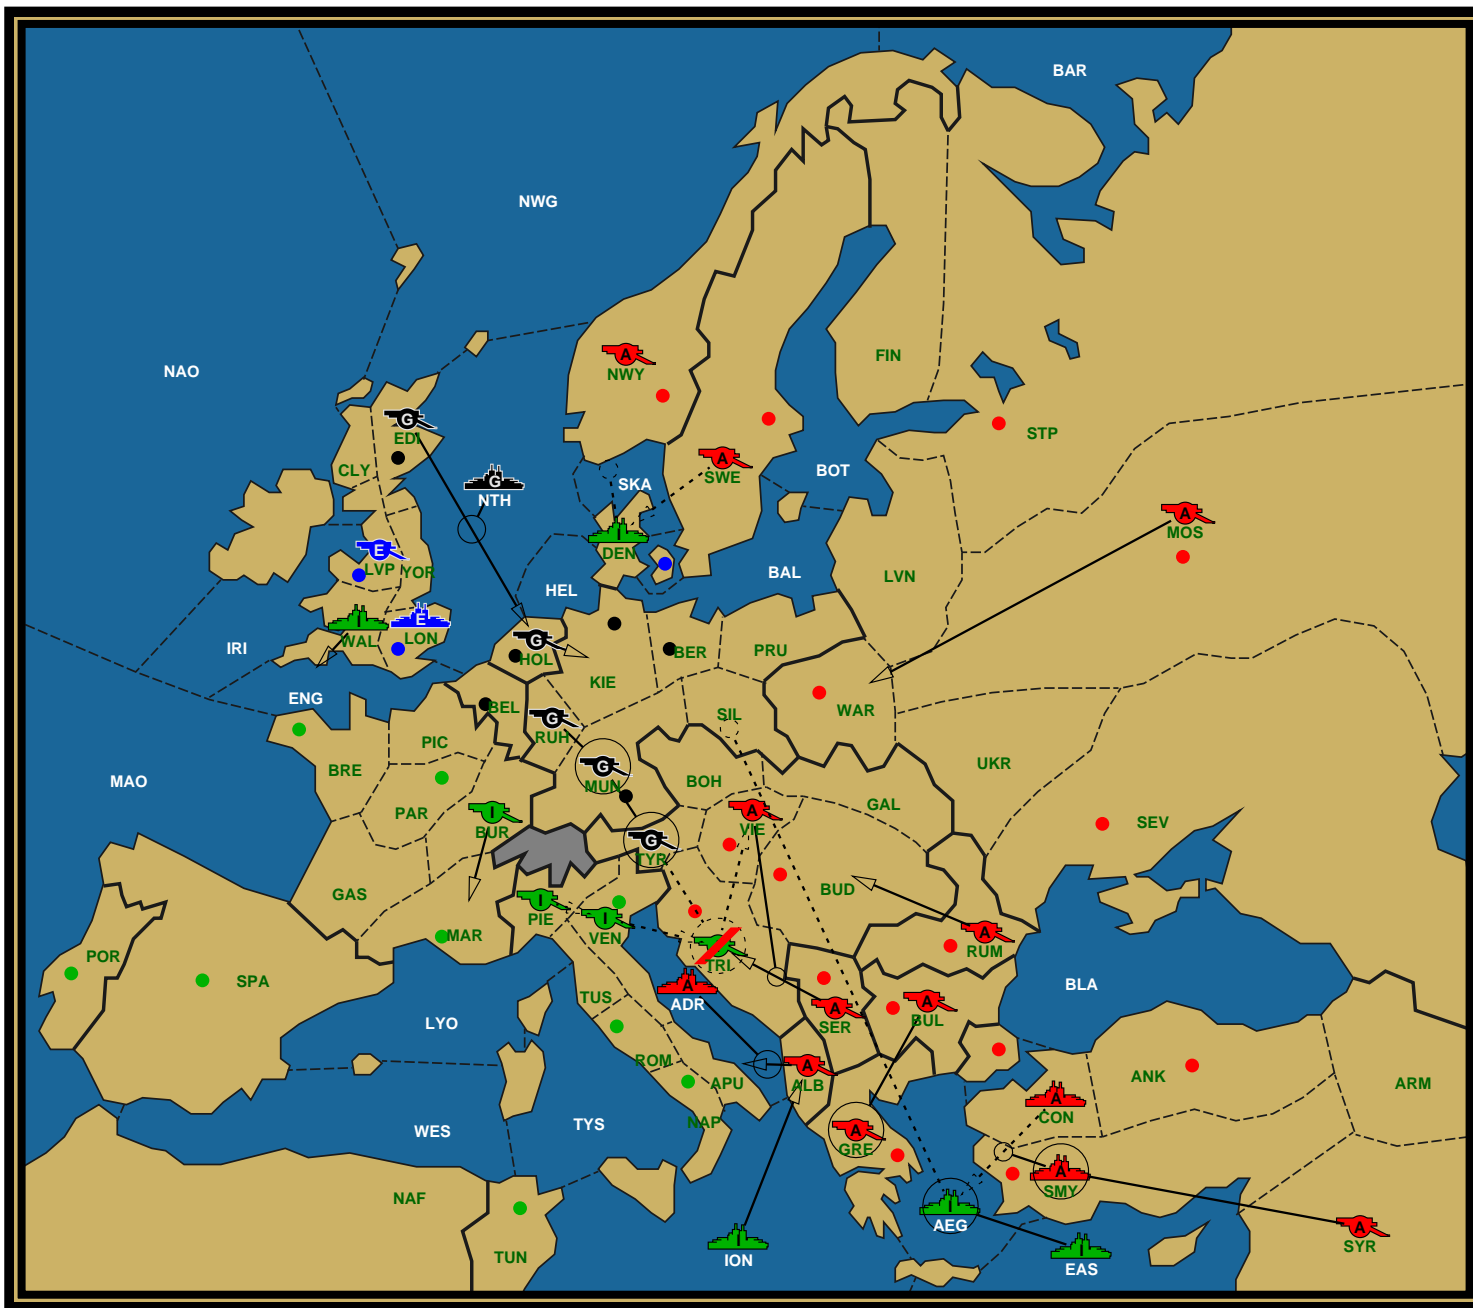 BAR
NWG
NAO
FIN
A
NWY
G
EDI
STP
CLY
G
NTH
SKA
A
SWE
BOT
A
MOS
I
DEN
E
LVP
YOR
HEL
BAL
LVN
I
WAL
E
LON
IRI
G
HOL
BER
PRU
KIE
ENG
BEL
G
RUH
SIL
WAR
PIC
BRE
UKR
G
MUN
BOH
MAO
PAR
I
BUR
A
VIE
GAL
SEV
G
TYR
GAS
BUD
I
PIE
I
VEN
MAR
A
RUM
POR
SPA
I
TRI
A
ADR
BLA
TUS
A
SER
A
BUL
LYO
ROM
APU
A
ALB
ANK
ARM
A
CON
WES
TYS
NAP
A
GRE
A
SMY
NAF
I
AEG
A
SYR
TUN
I
ION
I
EAS